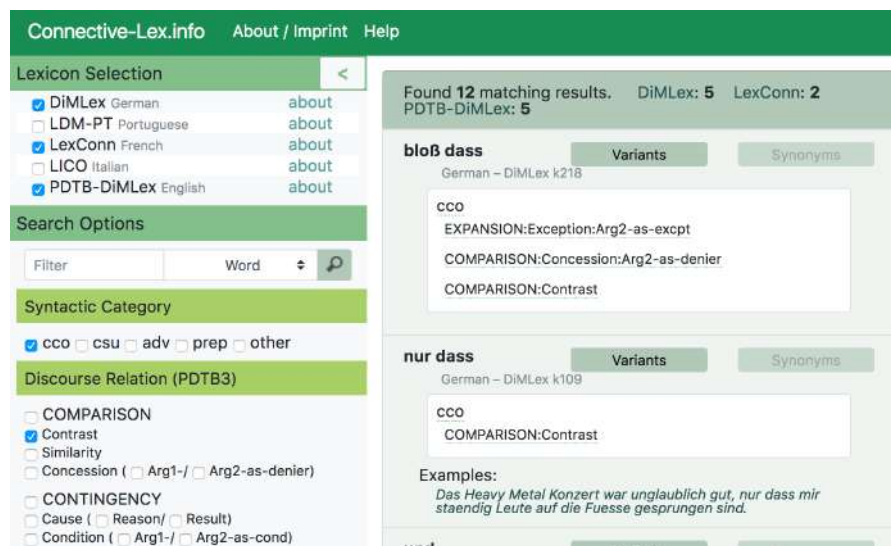 Connective-Lex.info About / Imprint Help
Lexicon Selection <
DiMLex German about
LDM-PT Portuguese about
LexConn French about
LICO Italian about
PDTB-DiMLex English about
Search Options
Filter Word
Syntactic Category
cco csu adv prep other
Discourse Relation (PDTB3)
COMPARISON
Contrast
Similarity
Concession ( Arg1-/ Arg2-as-denier)
CONTINGENCY
Cause ( Reason/ Result)
Condition ( Arg1-/ Arg2-as-cond)
Found 12 matching results. DiMLex: 5 LexConn: 2
PDTB-DiMLex: 5
bloß dass Variants Synonyms
German – DiMLex k218
cco
EXPANSION:Exception:Arg2-as-excpt
COMPARISON:Concession:Arg2-as-denier
COMPARISON:Contrast
nur dass Variants Synonyms
German – DiMLex k109
cco
COMPARISON:Contrast
Examples:
Das Heavy Metal Konzert war unglaublich gut, nur dass mir
staendig Leute auf die Fuesse gesprungen sind.